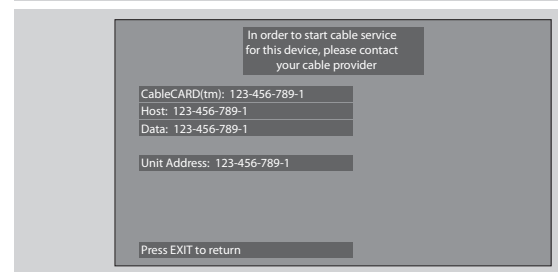 In order to start cable service
for this device, please contact
your cable provider
CableCARD(tm): 123-456-789-1
Host: 123-456-789-1
Data: 123-456-789-1
Unit Address: 123-456-789-1
Press EXIT to return